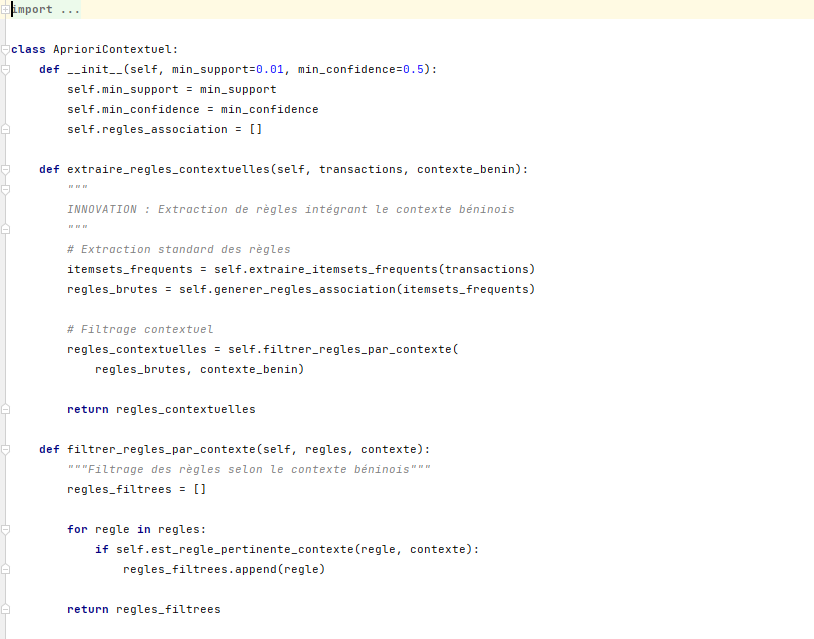 import ...
class AprioriContextuel:
    def __init__(self, min_support=0.01, min_confidence=0.5):
        self.min_support = min_support
        self.min_confidence = min_confidence
        self.regles_association = []
    def extraire_regles_contextuelles(self, transactions, contexte_benin):
        """
        INNOVATION : Extraction de règles intégrant le contexte béninois
        """
        # Extraction standard des règles
        itemsets_frequents = self.extraire_itemsets_frequents(transactions)
        regles_brutes = self.generer_regles_association(itemsets_frequents)
        # Filtrage contextuel
        regles_contextuelles = self.filtrer_regles_par_contexte(
            regles_brutes, contexte_benin)
        return regles_contextuelles
    def filtrer_regles_par_contexte(self, regles, contexte):
        """Filtrage des règles selon le contexte béninois"""
        regles_filtrees = []
        for regle in regles:
            if self.est_regle_pertinente_contexte(regle, contexte):
                regles_filtrees.append(regle)
        return regles_filtrees